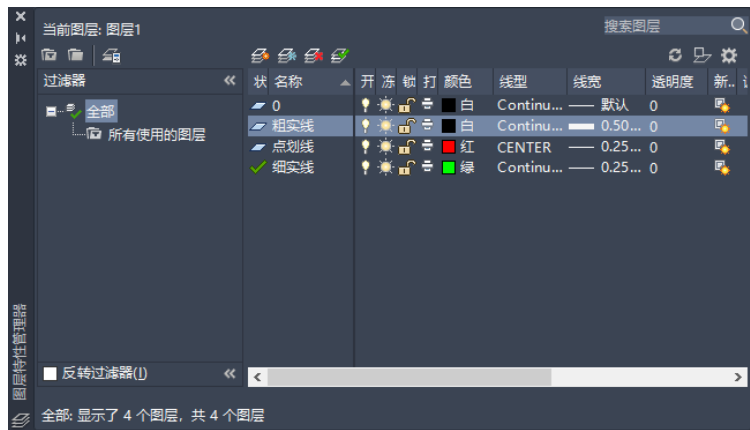 当前图层: 图层1
搜索图层
过滤器
状 名称 开 冻 锁 打 颜色 线型 线宽 透明度 新..
全部
所有使用的图层
0 白 Continu... 默认 0
粗实线 白 Continu... 0.50... 0
点划线 红 CENTER 0.25... 0
细实线 绿 Continu... 0.25... 0
反转过滤器(I)
图层特性管理器
全部: 显示了 4 个图层, 共 4 个图层